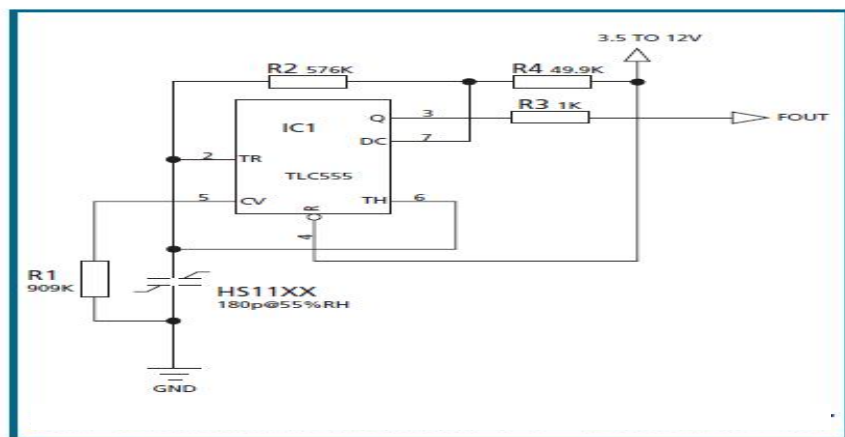 3.5 TO 12V
R2 576K
R4 49.9K
R3 1K
IC1
Q
3
FOUT
DC
7
2
TR
TLC555
5
CV
R
TH
6
4
R1
909K
HS11XX
180p@55%RH
GND